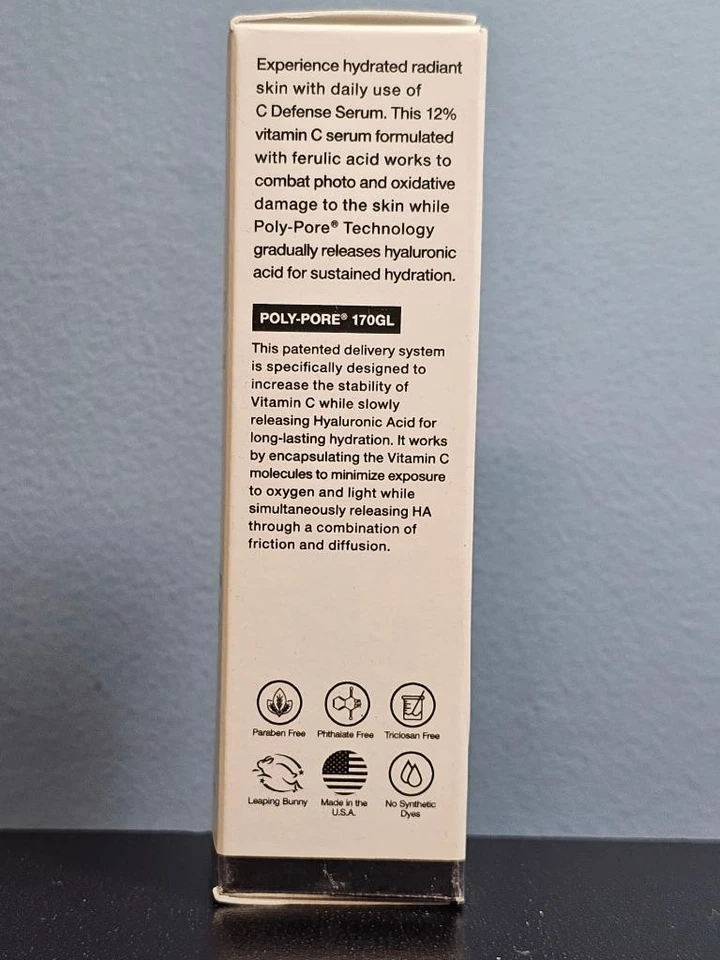 Experience hydrated radiant
skin with daily use of
C Defense Serum. This 12%
vitamin C serum formulated
with ferulic acid works to
combat photo and oxidative
damage to the skin while
Poly-Pore® Technology
gradually releases hyaluronic
acid for sustained hydration.
POLY-PORE® 170GL
This patented delivery system
is specifically designed to
increase the stability of
Vitamin C while slowly
releasing Hyaluronic Acid for
long-lasting hydration. It works
by encapsulating the Vitamin C
molecules to minimize exposure
to oxygen and light while
simultaneously releasing HA
through a combination of
friction and diffusion.
Paraben Free Phthalate Free Triclosan Free
Leaping Bunny Made in the No Synthetic
U.S.A. Dyes